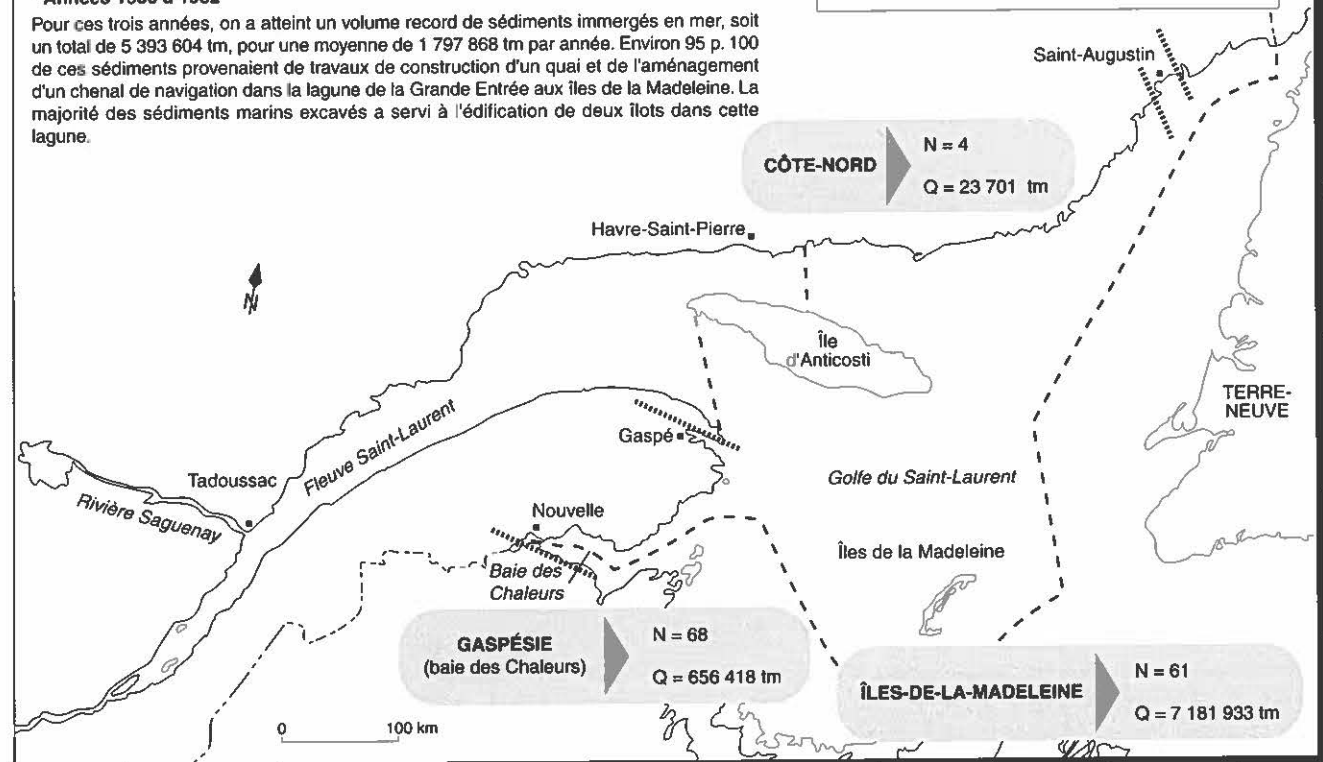 Pour ces trois années, on a atteint un volume record de sédiments immergés en mer, soit
un total de 5 393 604 tm, pour une moyenne de 1 797 868 tm par année. Environ 95 p. 100
de ces sédiments provenaient de travaux de construction d'un quai et de l'aménagement
d'un chenal de navigation dans la lagune de la Grande Entrée aux îles de la Madeleine. La
majorité des sédiments marins excavés a servi à l'édification de deux îlots dans cette
lagune.
Saint-Augustin
CÔTE-NORD
N = 4
Q = 23 701 tm
Havre-Saint-Pierre
N
Île
d'Anticosti
TERRE-
NEUVE
Gaspé
Fleuve Saint-Laurent
Golfe du Saint-Laurent
Tadoussac
Rivière Saguenay
Nouvelle
Îles de la Madeleine
Baie des
Chaleurs
GASPÉSIE
(baie des Chaleurs)
N = 68
Q = 656 418 tm
ÎLES-DE-LA-MADELEINE
N = 61
Q = 7 181 933 tm
0 100 km